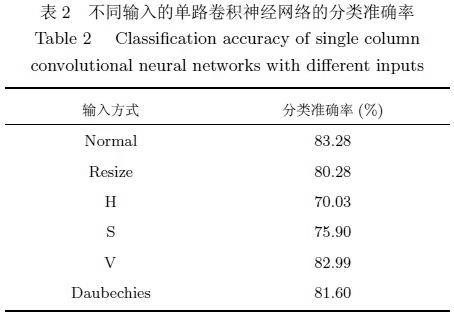 表 2 不同输入的单路卷积神经网络的分类准确率
Table 2 Classification accuracy of single column
convolutional neural networks with different inputs
输入方式 分类准确率 (%)
Normal 83.28
Resize 80.28
H 70.03
S 75.90
V 82.99
Daubechies 81.60